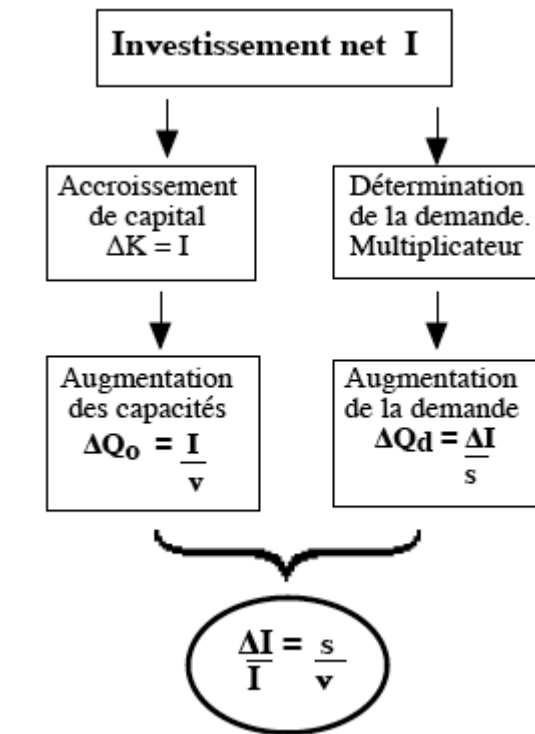 Investissement net I
Accroissement
de capital
ΔK = I
Détermination
de la demande.
Multiplicateur
Augmentation
des capacités
ΔQo = I
v
Augmentation
de la demande
ΔQd = ΔI
s
ΔI = s
I v